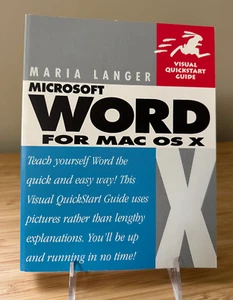 VISUAL
QUICKSTART
GUIDE
MARIA LANGER
MICROSOFT
WORD
FOR MAC OS X
X
Teach yourself Word the
quick and easy way! This
Visual QuickStart Guide uses
pictures rather than lengthy
explanations. You'll be up
and running in no time!